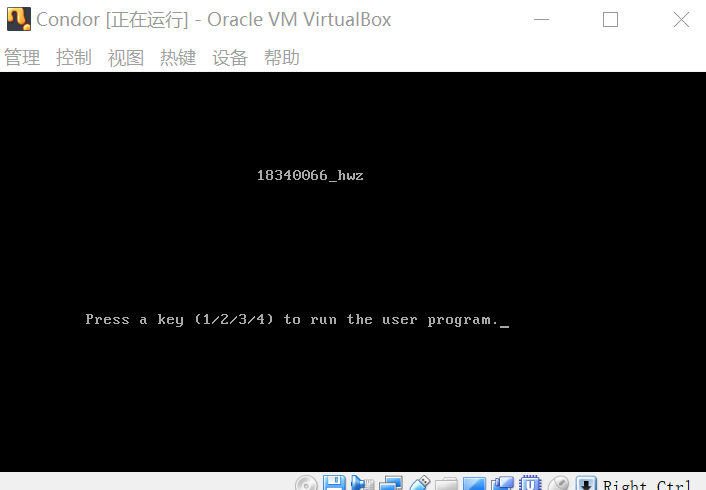 Condor [正在运行] - Oracle VM VirtualBox
管理 控制 视图 热键 设备 帮助
18340066_hwz
Press a key (1/2/3/4) to run the user program._
Right Ctrl